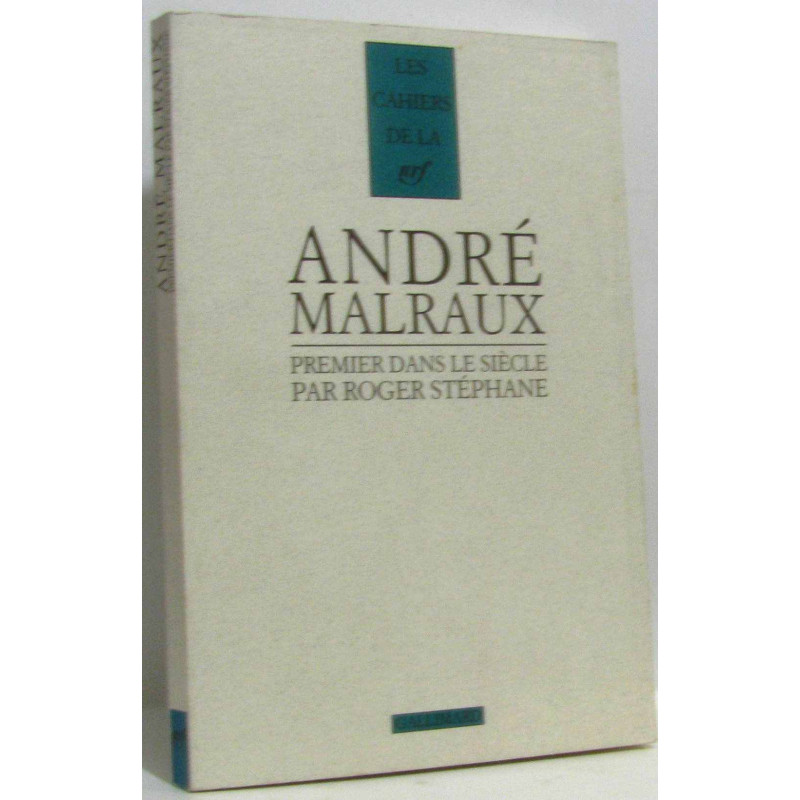 LES
CAHIERS
DE LA
nrf
ANDRÉ
MALRAUX
PREMIER DANS LE SIÈCLE
PAR ROGER STÉPHANE
GALLIMARD
ANDRÉ MALRAUX